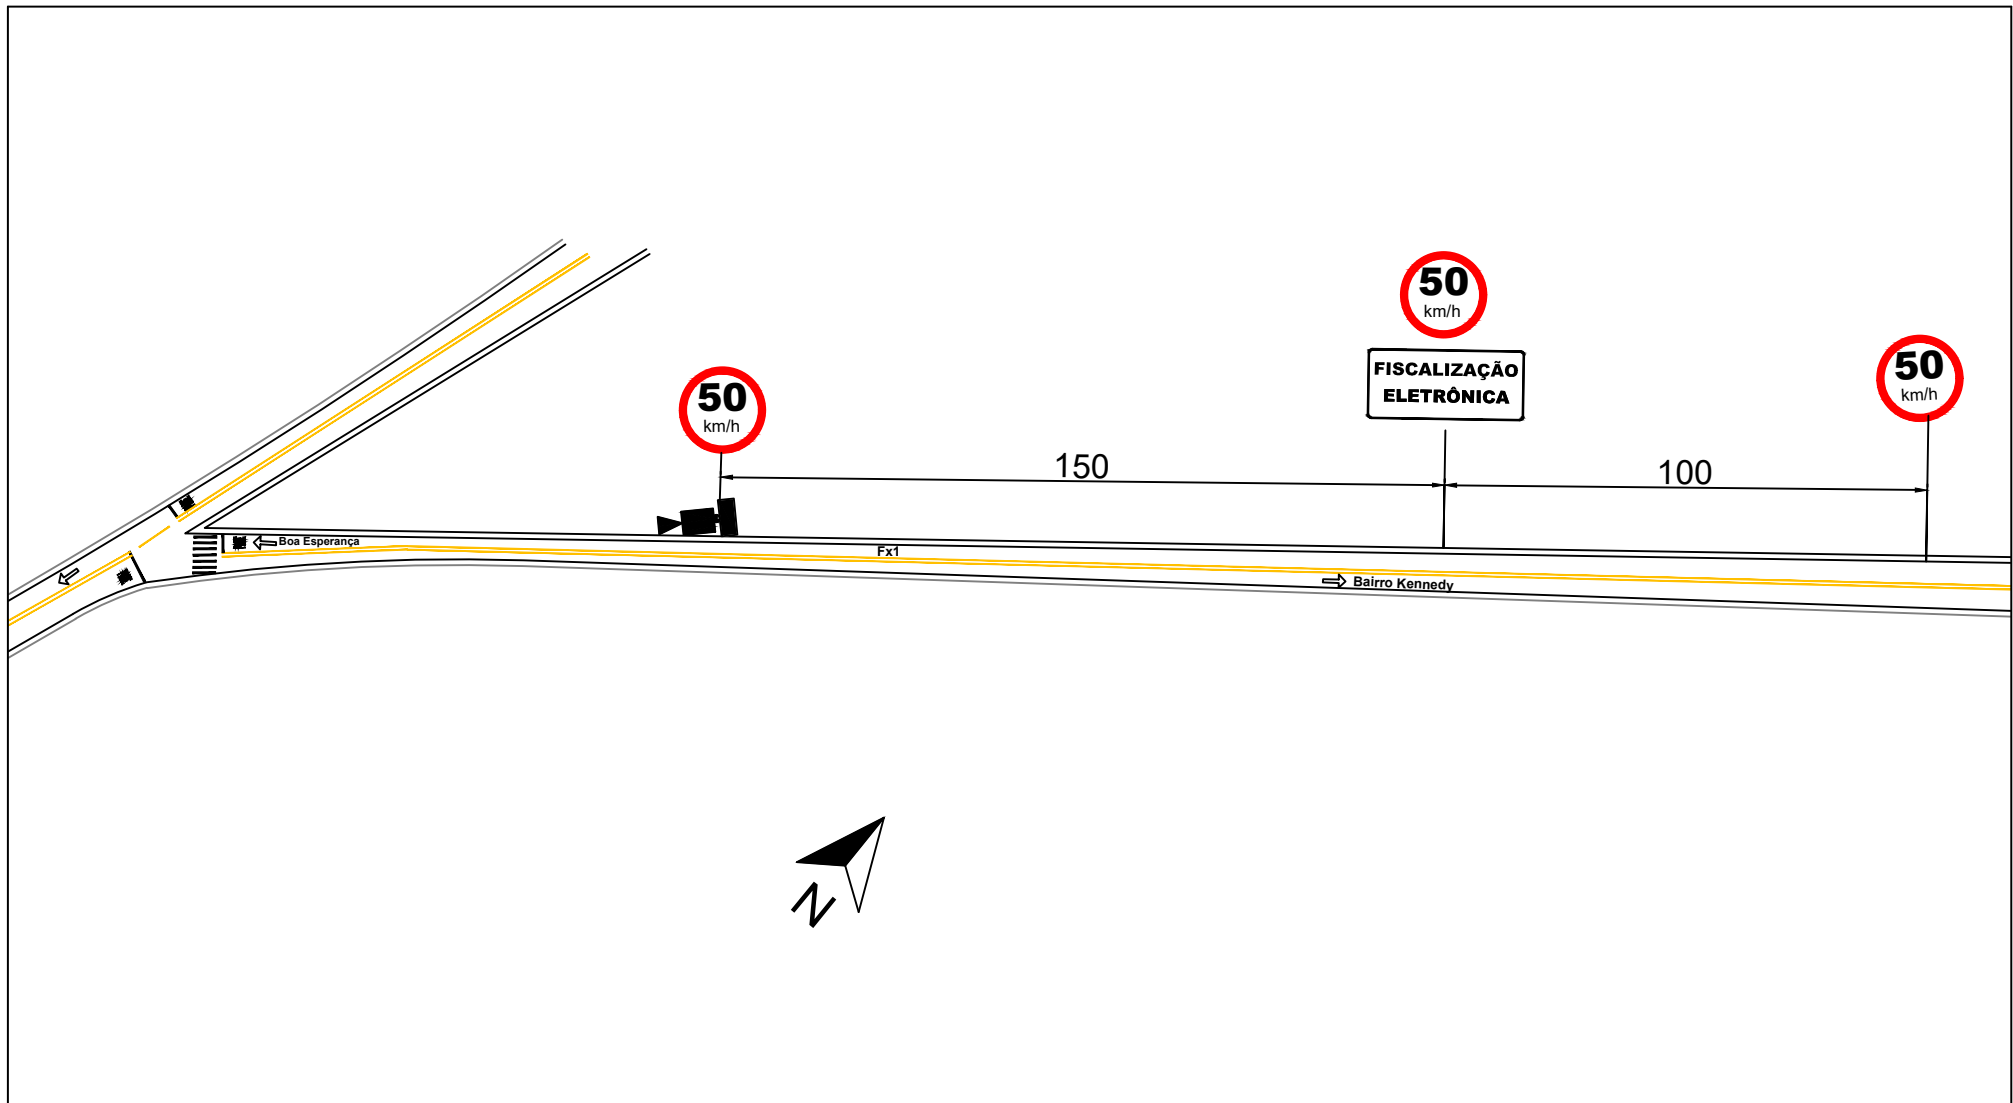 50
km/h
FISCALIZAÇÃO
ELETRÔNICA
50
km/h
50
km/h
150
100
Boa Esperança
Fx1
Bairro Kennedy
N